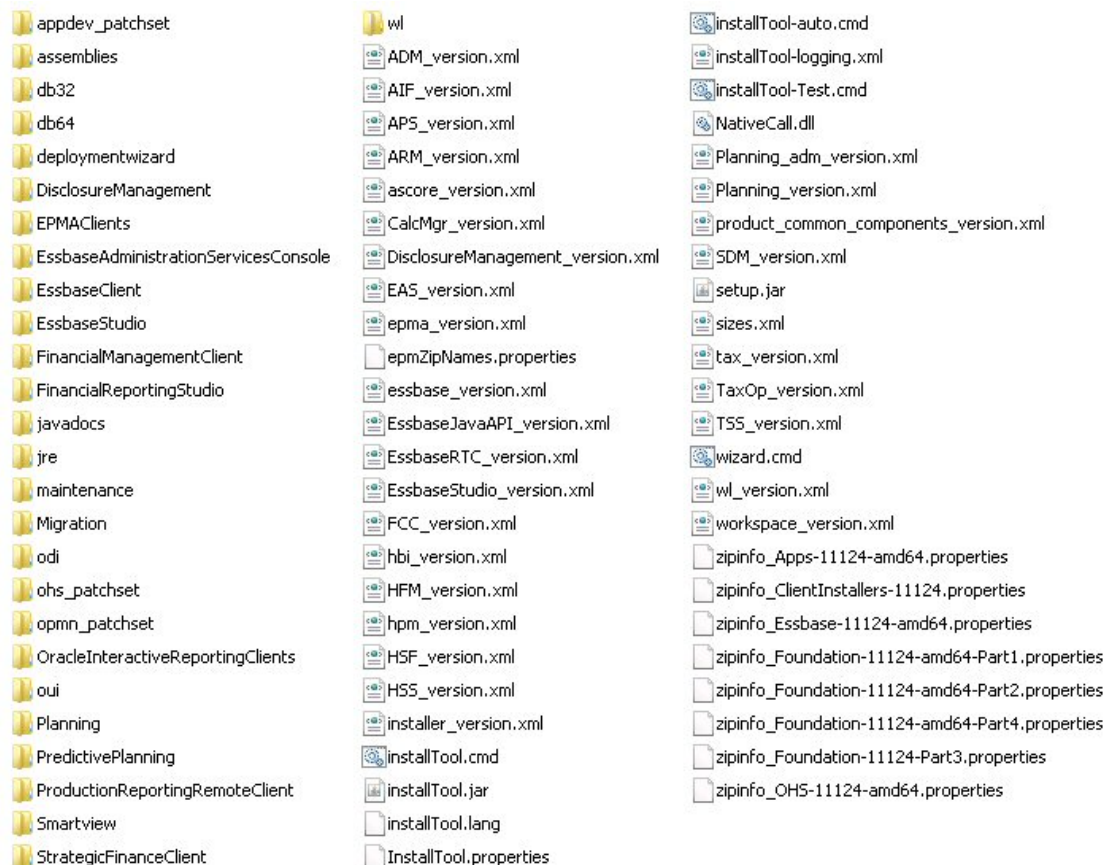 appdev_patchset
assemblies
db32
db64
deploymentwizard
DisclosureManagement
EPMAClients
EssbaseAdministrationServicesConsole
EssbaseClient
EssbaseStudio
FinancialManagementClient
FinancialReportingStudio
javadocs
jre
maintenance
Migration
odi
ohs_patchset
opmn_patchset
OracleInteractiveReportingClients
oui
Planning
PredictivePlanning
ProductionReportingRemoteClient
Smartview
StrategicFinanceClient
wl
ADM_version.xml
AIF_version.xml
APS_version.xml
ARM_version.xml
ascore_version.xml
CalcMgr_version.xml
DisclosureManagement_version.xml
EAS_version.xml
epma_version.xml
epmZipNames.properties
essbase_version.xml
EssbaseJavaAPI_version.xml
EssbaseRTC_version.xml
EssbaseStudio_version.xml
FCC_version.xml
hbi_version.xml
HFM_version.xml
hpm_version.xml
HSF_version.xml
HSS_version.xml
installer_version.xml
installTool.cmd
installTool.jar
installTool.lang
InstallTool.properties
installTool-auto.cmd
installTool-logging.xml
installTool-Test.cmd
NativeCall.dll
Planning_adm_version.xml
Planning_version.xml
product_common_components_version.xml
SDM_version.xml
setup.jar
sizes.xml
tax_version.xml
TaxOp_version.xml
TSS_version.xml
wizard.cmd
wl_version.xml
workspace_version.xml
zipinfo_Apps-11124-amd64.properties
zipinfo_ClientInstallers-11124.properties
zipinfo_Essbase-11124-amd64.properties
zipinfo_Foundation-11124-amd64-Part1.properties
zipinfo_Foundation-11124-amd64-Part2.properties
zipinfo_Foundation-11124-amd64-Part4.properties
zipinfo_Foundation-11124-Part3.properties
zipinfo_OHS-11124-amd64.properties